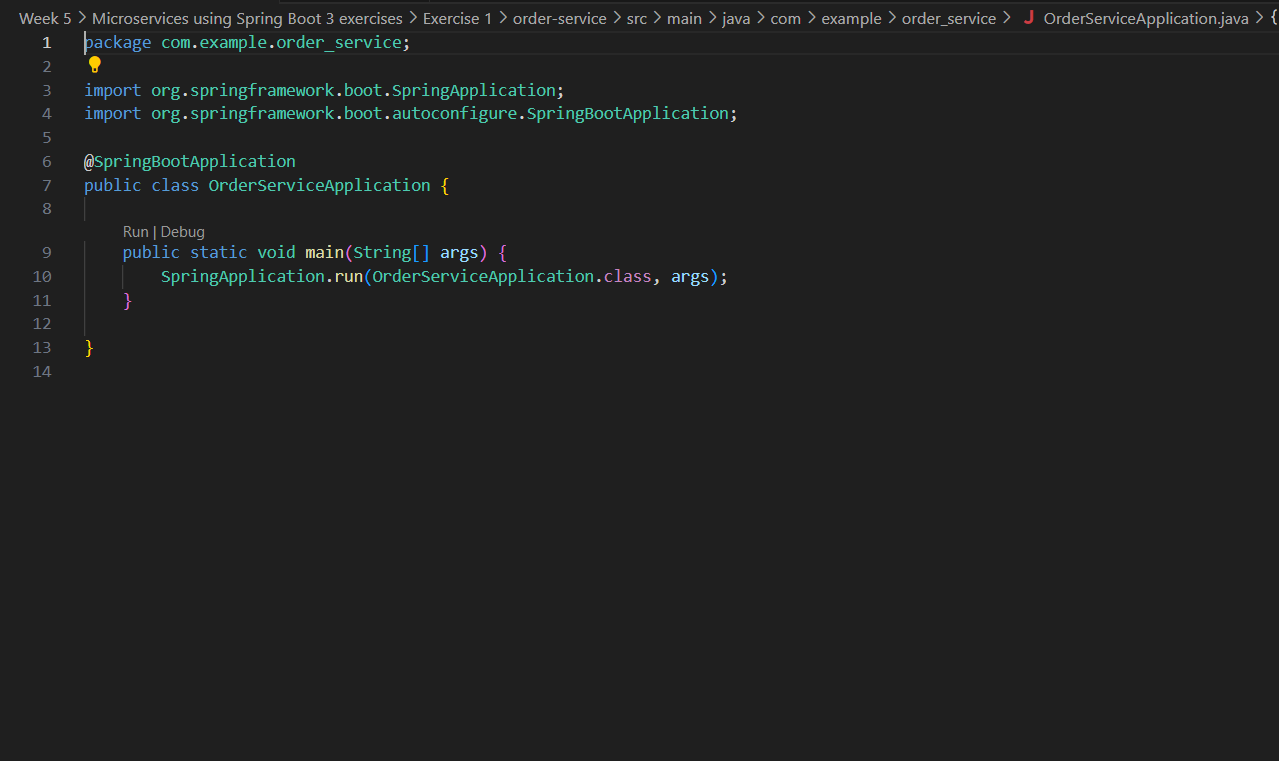 Week 5 > Microservices using Spring Boot 3 exercises > Exercise 1 > order-service > src > main > java > com > example > order_service > J OrderServiceApplication.java > {
1 package com.example.order_service;
2
3 import org.springframework.boot.SpringApplication;
4 import org.springframework.boot.autoconfigure.SpringBootApplication;
5
6 @SpringBootApplication
7 public class OrderServiceApplication {
8
Run | Debug
9 public static void main(String[] args) {
10 SpringApplication.run(OrderServiceApplication.class, args);
11 }
12
13 }
14